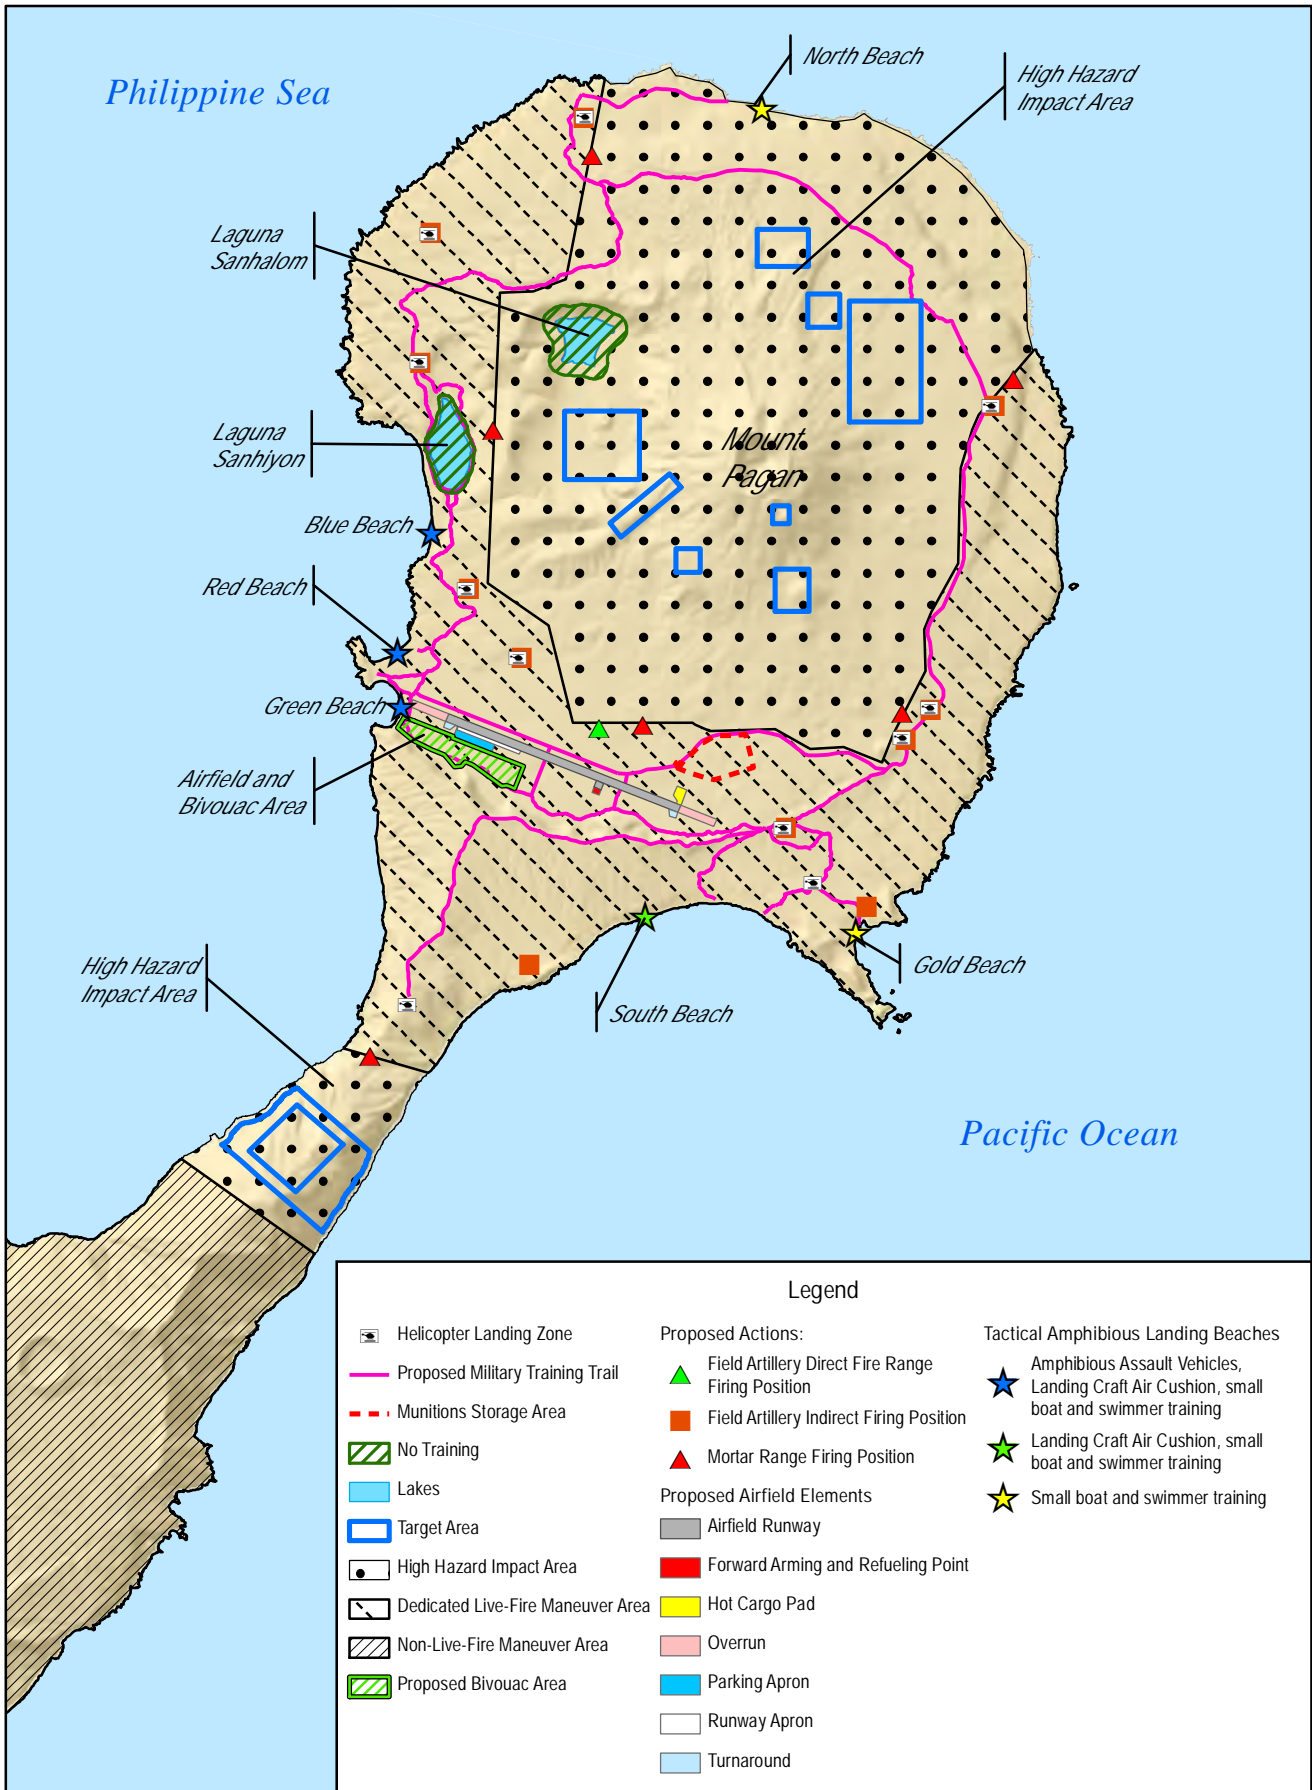 Philippine Sea
North Beach
High Hazard
Impact Area
Laguna
Sanhalom
Laguna
Sanhiyon
Mount
Pagan
Blue Beach
Red Beach
Green Beach
Airfield and
Bivouac Area
High Hazard
Impact Area
South Beach
Gold Beach
Pacific Ocean
Legend
Helicopter Landing Zone
Proposed Military Training Trail
Munitions Storage Area
No Training
Lakes
Target Area
High Hazard Impact Area
Dedicated Live-Fire Maneuver Area
Non-Live-Fire Maneuver Area
Proposed Bivouac Area
Proposed Actions:
Field Artillery Direct Fire Range
Firing Position
Field Artillery Indirect Firing Position
Mortar Range Firing Position
Proposed Airfield Elements
Airfield Runway
Forward Arming and Refueling Point
Hot Cargo Pad
Overrun
Parking Apron
Runway Apron
Turnaround
Tactical Amphibious Landing Beaches
Amphibious Assault Vehicles,
Landing Craft Air Cushion, small
boat and swimmer training
Landing Craft Air Cushion, small
boat and swimmer training
Small boat and swimmer training